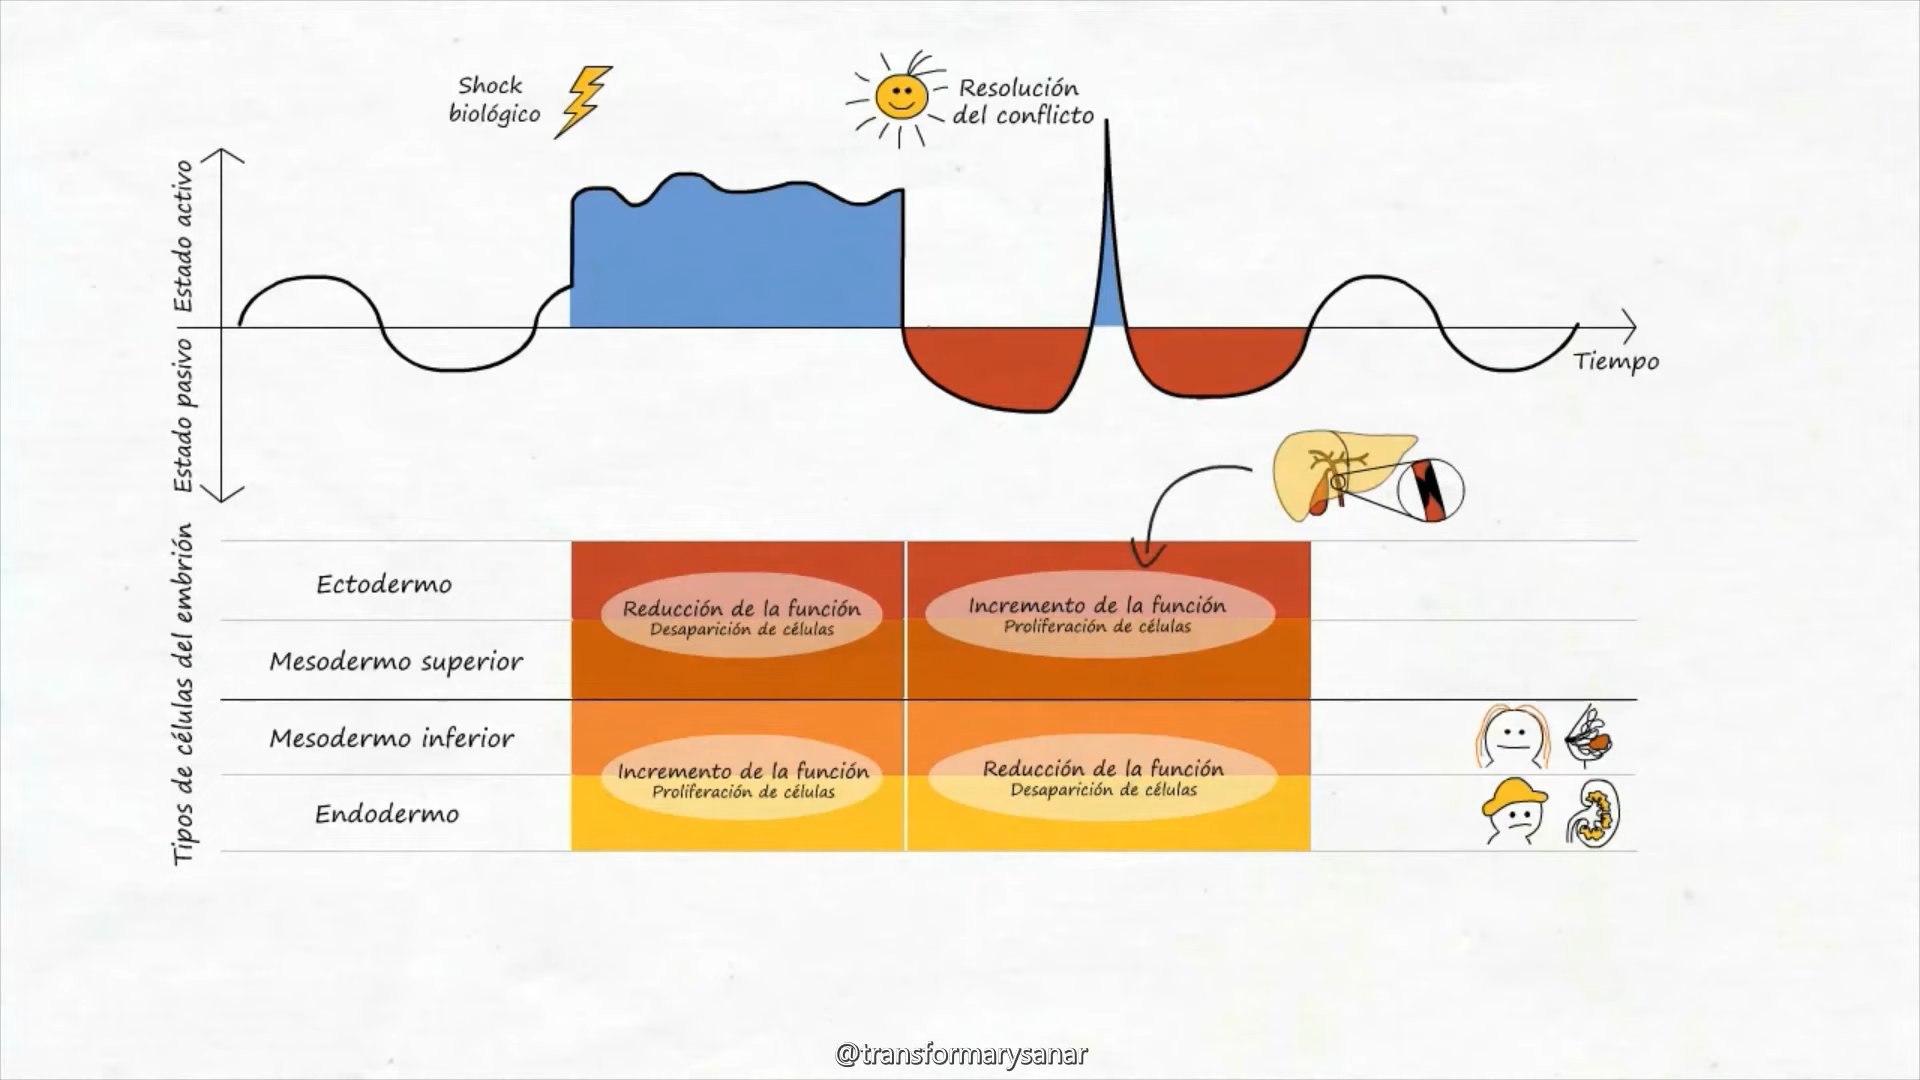 Shock
biológico
Resolución
del conflicto
Estado activo
Estado pasivo
Tiempo
Tipos de células del embrión
Ectodermo
Reducción de la función
Desaparición de células
Incremento de la función
Proliferación de células
Mesodermo superior
Mesodermo inferior
Incremento de la función
Proliferación de células
Reducción de la función
Desaparición de células
Endodermo
@transformarysanar